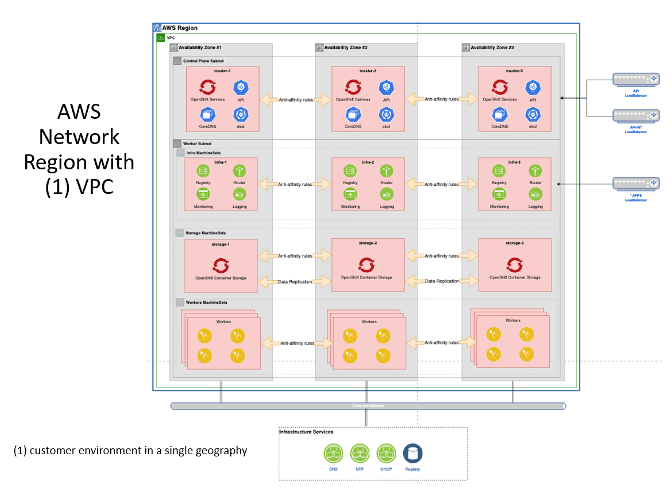 AWS
Network
Region with
(1) VPC
AWS Region
VPC
Availability Zone #1
Availability Zone #2
Availability Zone #3
Control Plane Subnet
master-1
master-2
master-3
OpenShift Services
API
OpenShift Services
API
OpenShift Services
API
Anti-affinity rules
Anti-affinity rules
CoreDNS
etcd
CoreDNS
etcd
CoreDNS
etcd
API
LoadBalancer
API-INT
LoadBalancer
Worker Subnet
Infra MachineSets
infra-1
infra-2
infra-3
Registry
Router
Registry
Router
Registry
Router
Anti-affinity rules
Anti-affinity rules
Monitoring
Logging
Monitoring
Logging
Monitoring
Logging
*.APPS
LoadBalancer
Storage MachineSets
storage-1
storage-2
storage-3
Anti-affinity rules
Anti-affinity rules
OpenShift Container Storage
OpenShift Container Storage
OpenShift Container Storage
Data Replication
Data Replication
Workers MachineSets
Workers
Workers
Workers
Anti-affinity rules
Anti-affinity rules
Infrastructure Services
DNS
NTP
DHCP
Registry
(1) customer environment in a single geography